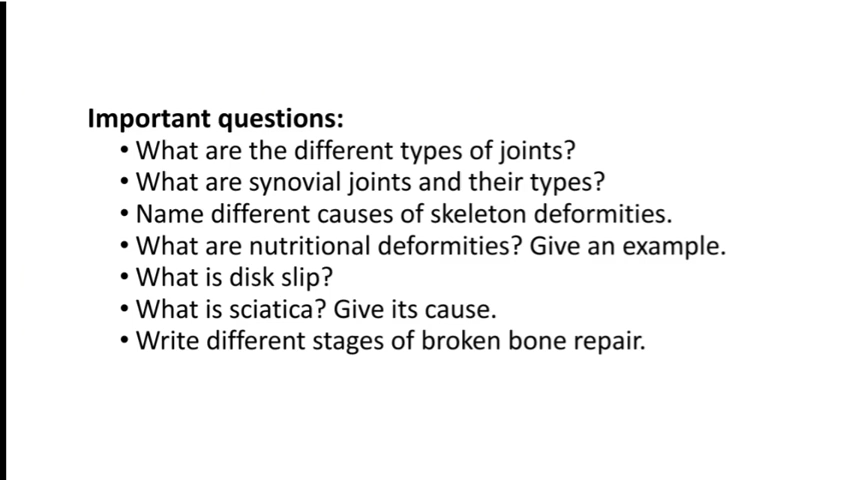 Important questions:
• What are the different types of joints?
• What are synovial joints and their types?
• Name different causes of skeleton deformities.
• What are nutritional deformities? Give an example.
• What is disk slip?
• What is sciatica? Give its cause.
• Write different stages of broken bone repair.